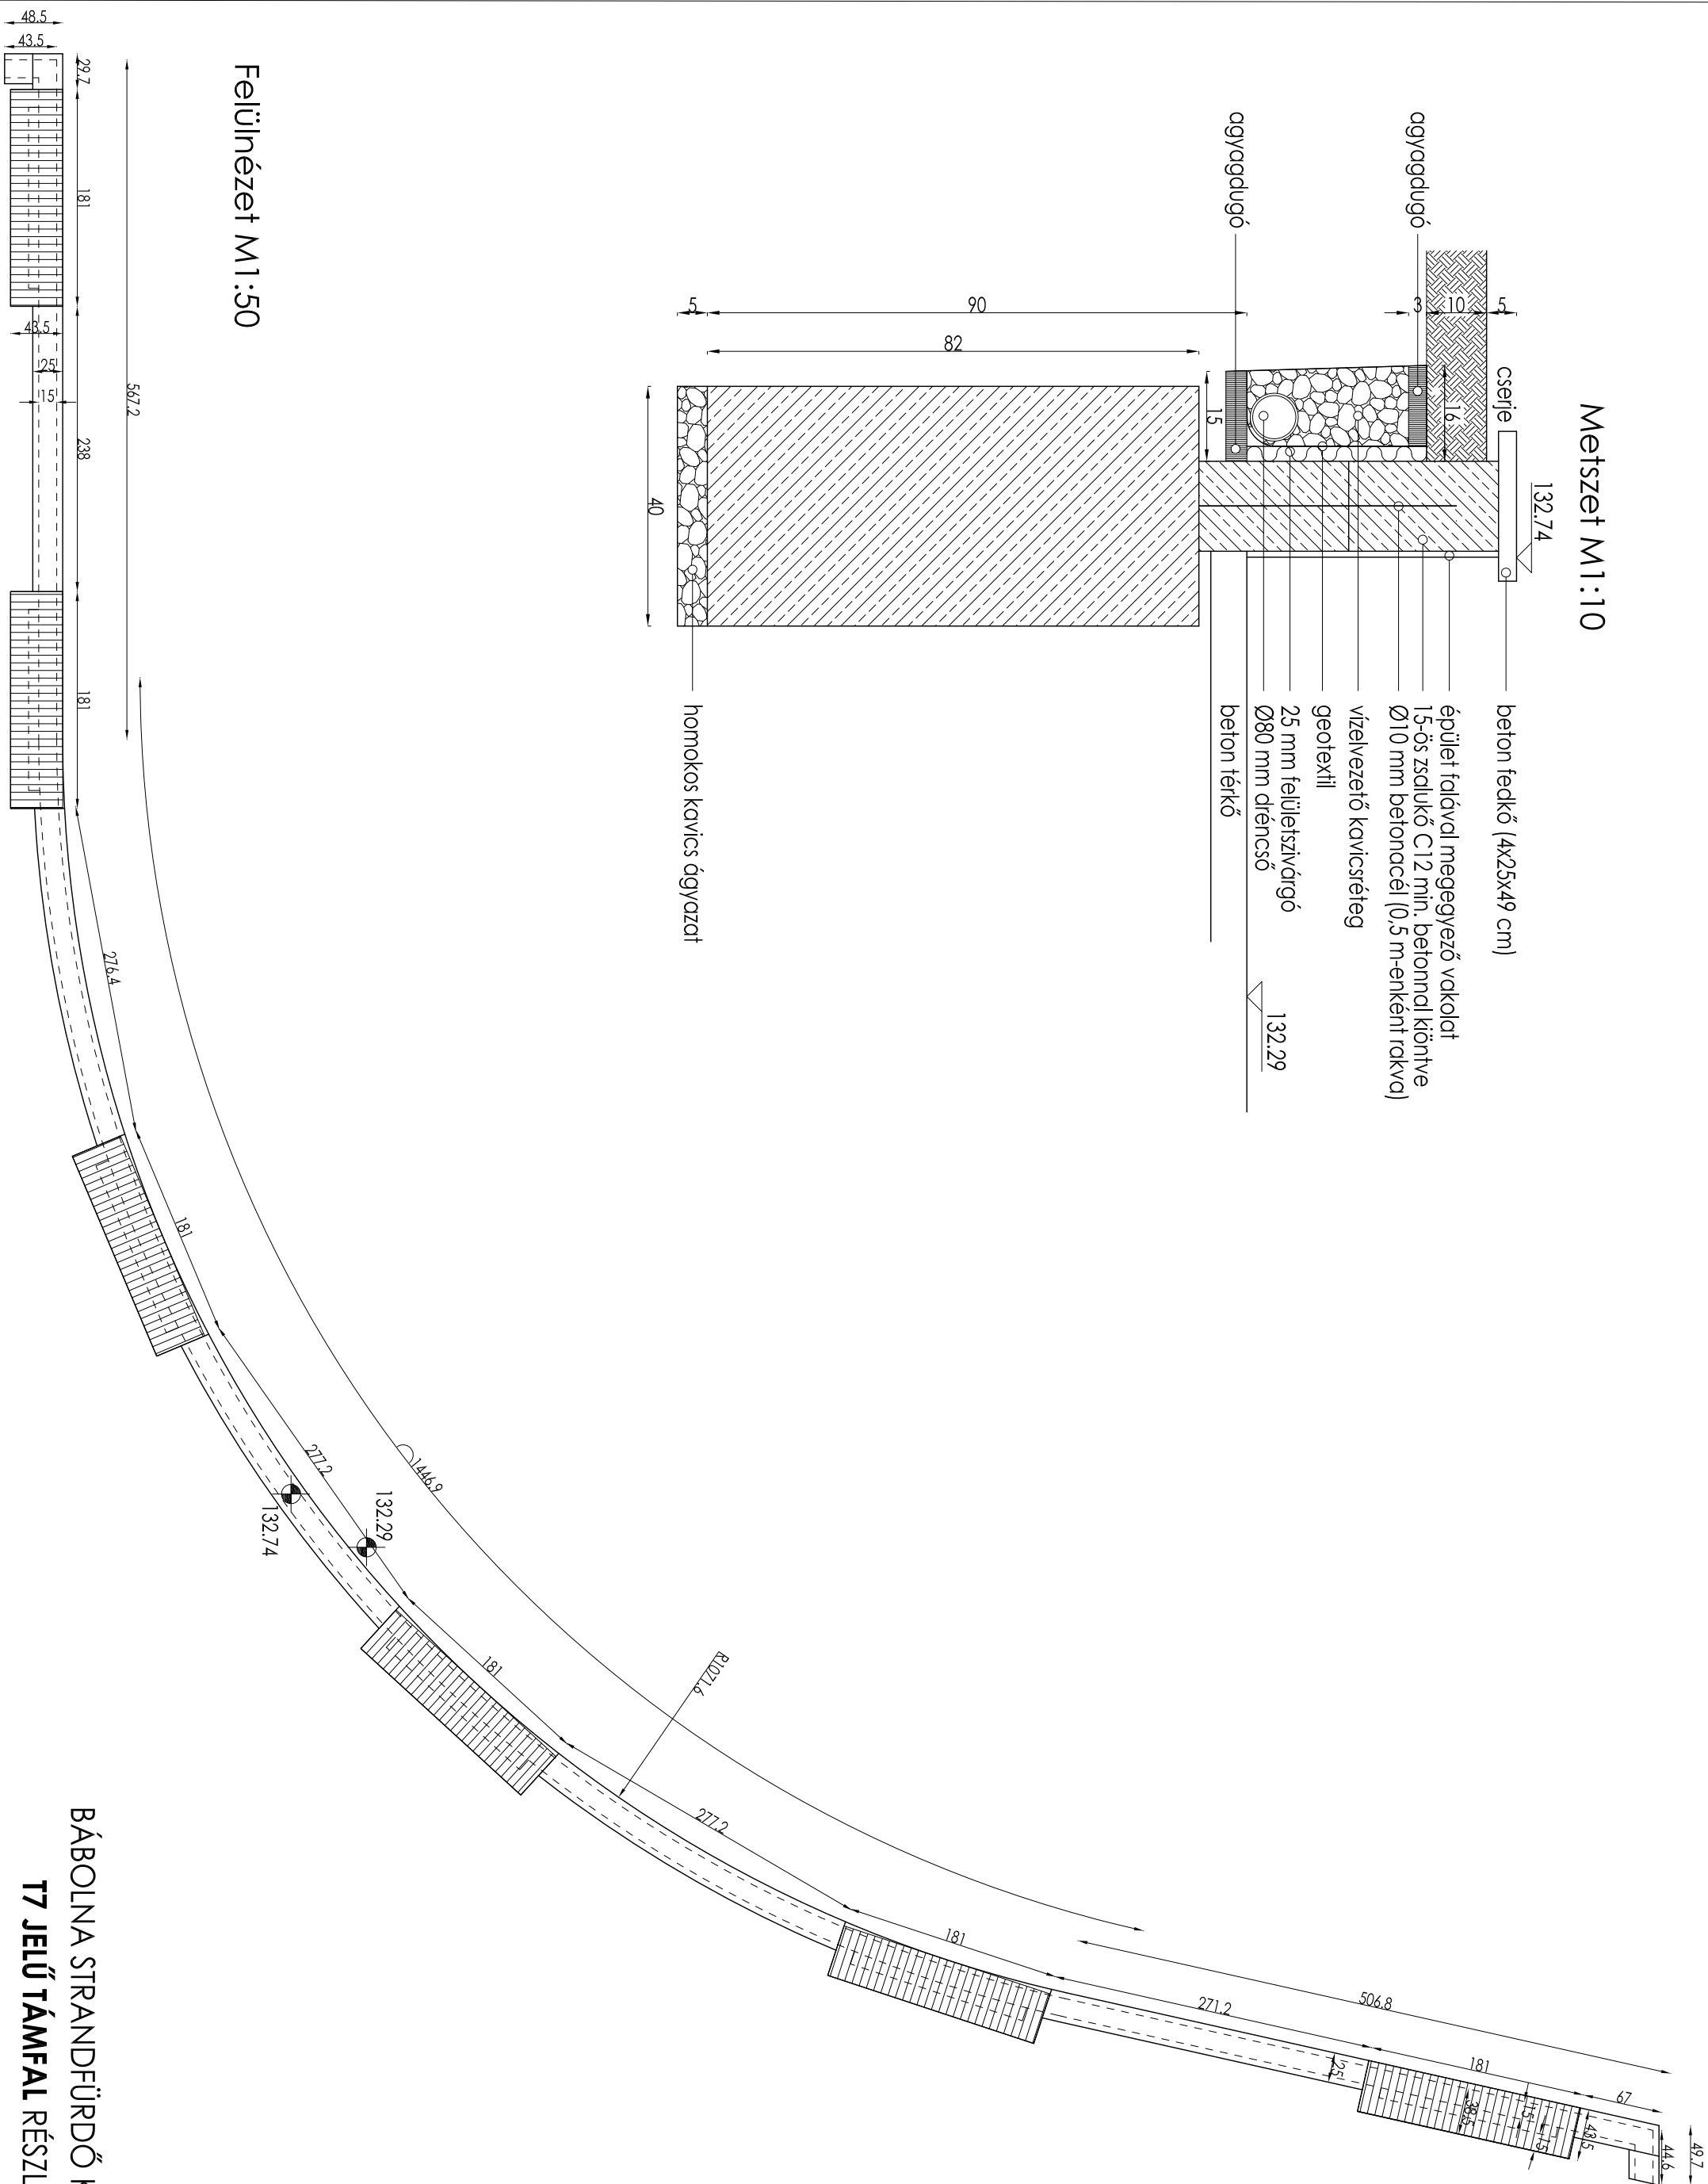 Metszet M1:10
132.74
cserje
beton fedkő (4x25x49 cm)
épület falával megegyező vakolat
15-ös zsalukő C12 min. betonnal kiöntve
Ø10 mm betonacél (0,5 m-enként rakva)
vízelvezető kavicsréteg
geotextil
25 mm felületszivárgó
Ø80 mm dréncső
beton térkő
132.29
agyagdugó
agyagdugó
homokos kavics ágyazat
5
10
3
90
5
82
16
15
40
Felülnézet M1:50
48.5
43.5
29.7
181
43.5
25
15
238
567.2
181
276.4
181
277.2
1446.9
132.29
132.74
181
R1071.6
277.2
181
271.2
506.8
25
181
38.5
15
15
43.5
67
44.6
49.7
BÁBOLNA STRANDFÜRDŐ
T7 JELŰ TÁMFAL RÉSZL